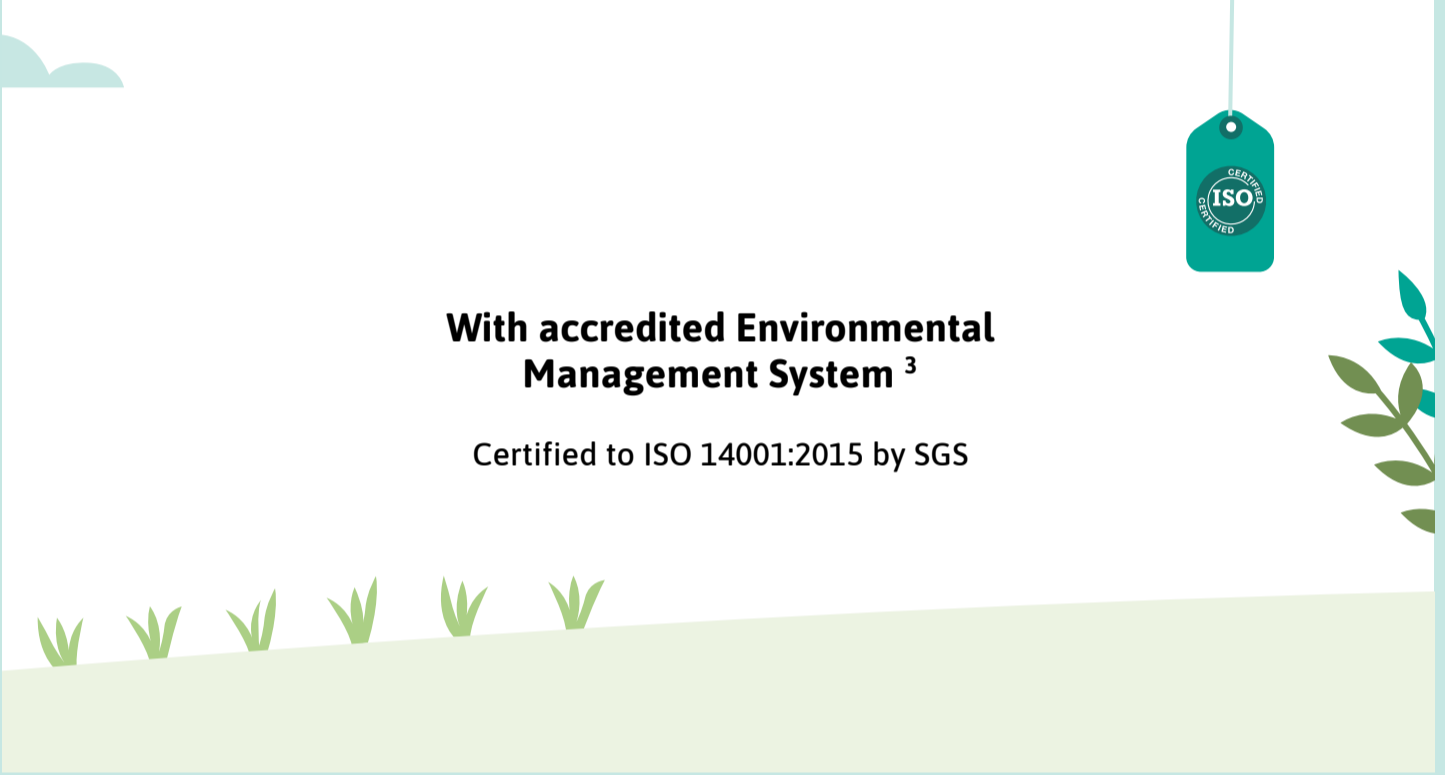 CERTIFIED
ISO
CERTIFIED
With accredited Environmental
Management System ³
Certified to ISO 14001:2015 by SGS